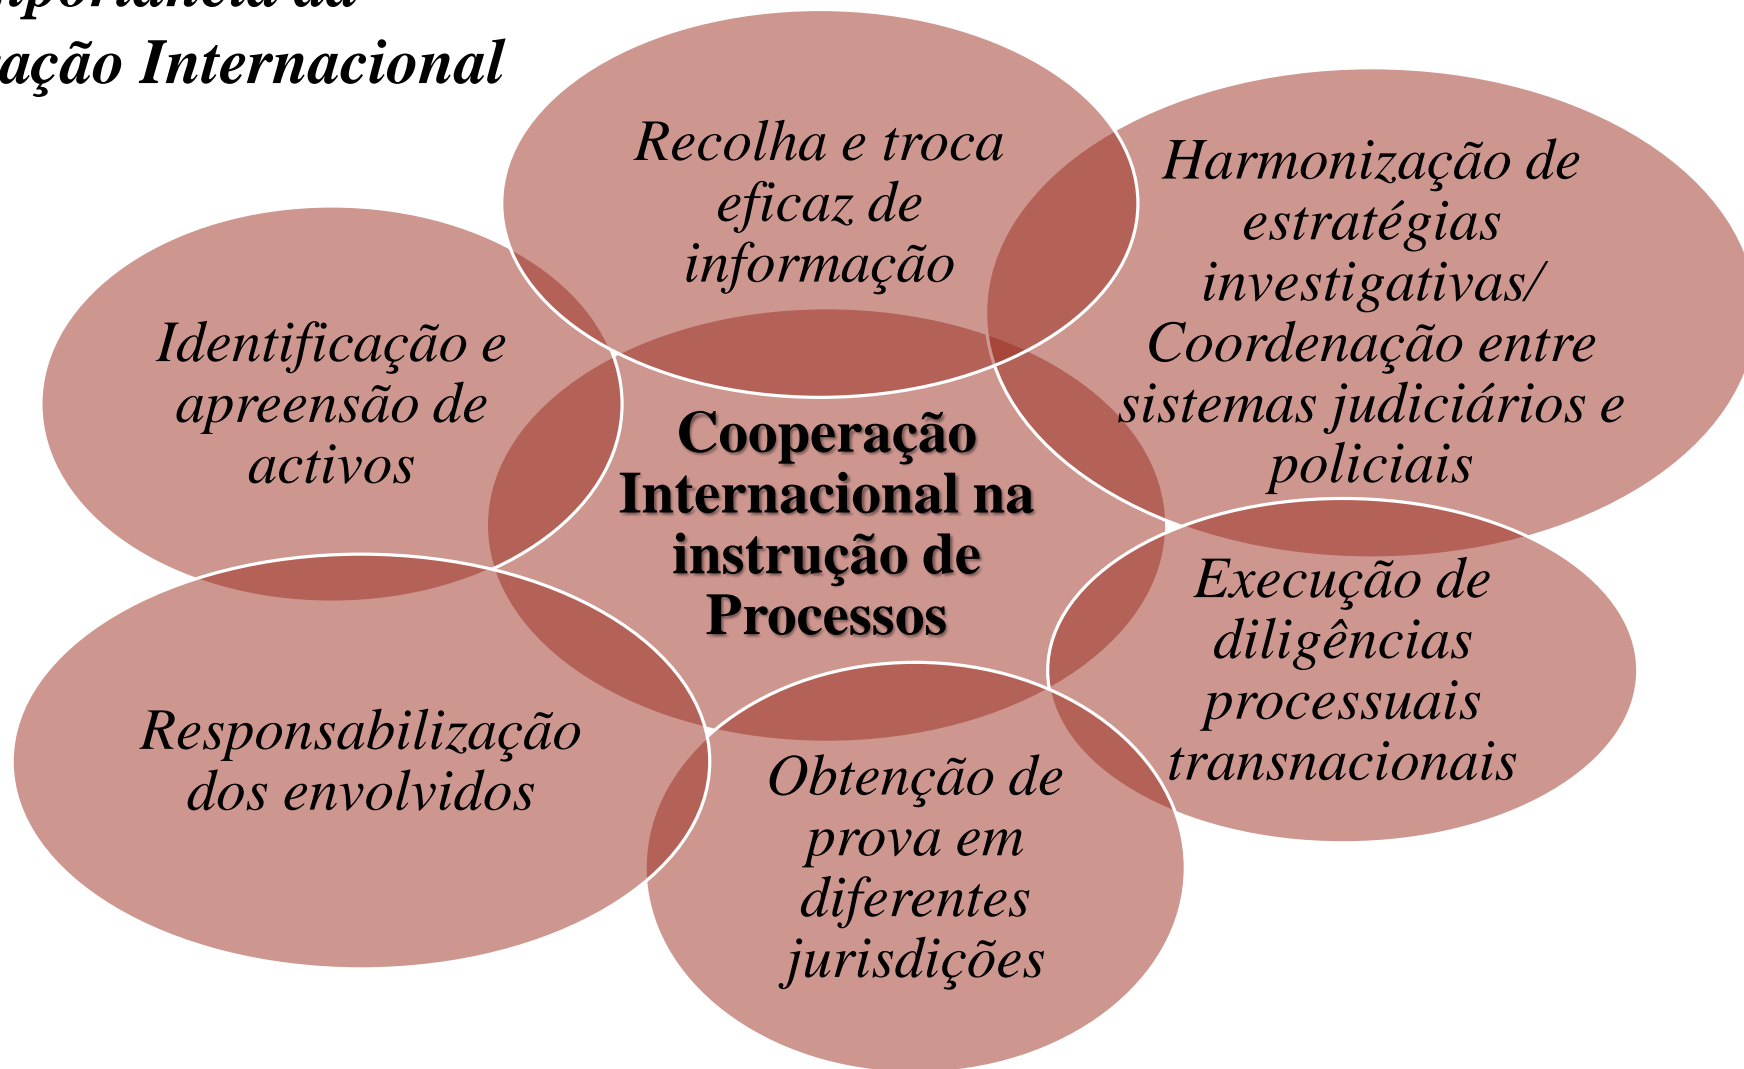 ação Internacional
Recolha e troca
eficaz de
informação
Harmonização de
estratégias
investigativas/
Coordenação entre
sistemas judiciários e
policiais
Identificação e
apreensão de
activos
Cooperação
Internacional na
instrução de
Processos
Execução de
diligências
processuais
transnacionais
Responsabilização
dos envolvidos
Obtenção de
prova em
diferentes
jurisdições